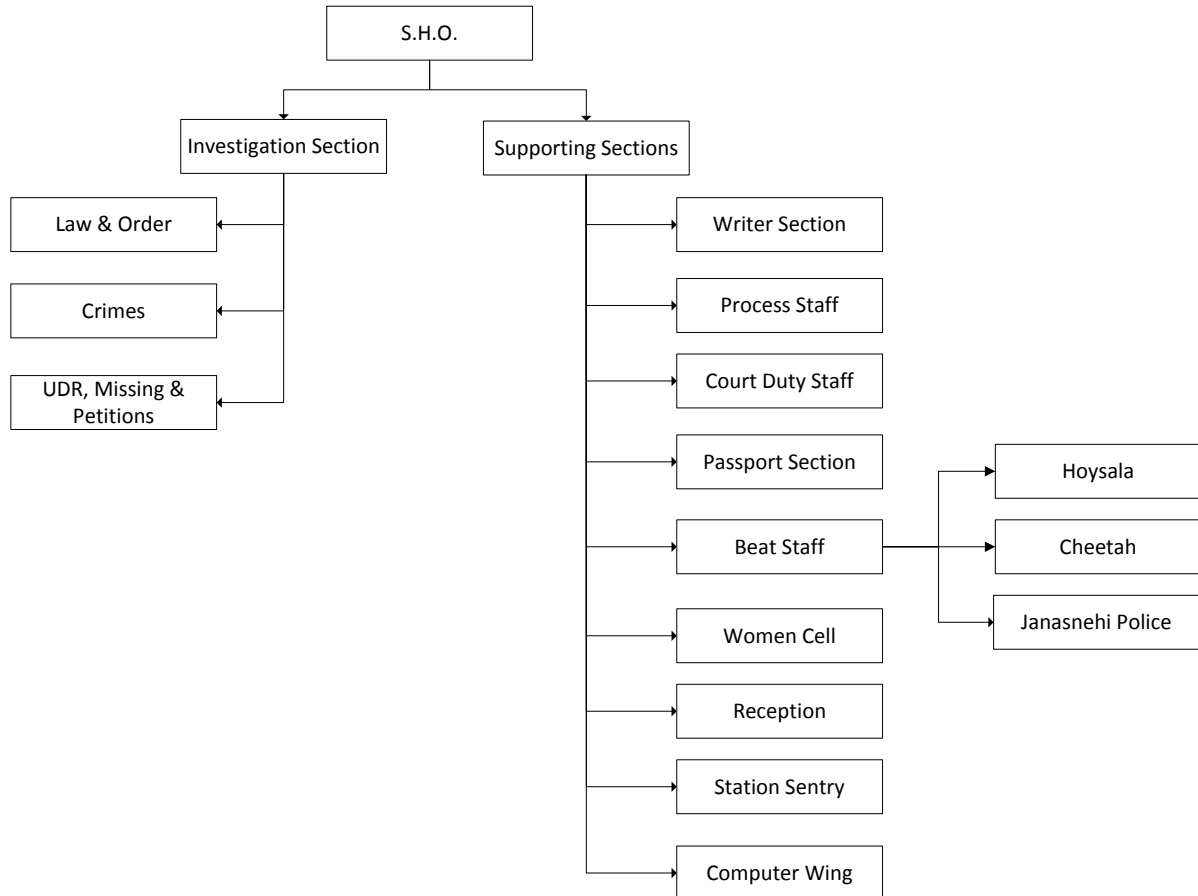 S.H.O.
Investigation Section
Supporting Sections
Law & Order
Crimes
UDR, Missing &
Petitions
Writer Section
Process Staff
Court Duty Staff
Passport Section
Beat Staff
Women Cell
Reception
Station Sentry
Computer Wing
Hoysala
Cheetah
Janasnehi Police